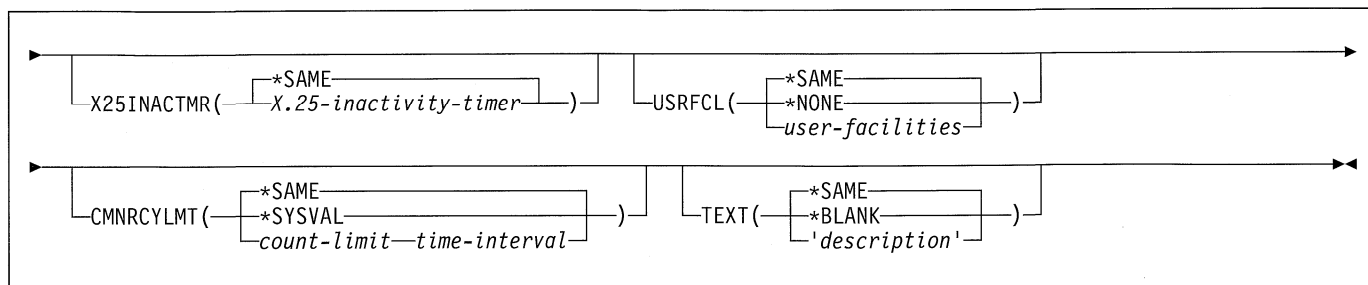 *SAME *SAME
X25INACTMR( X.25-inactivity-timer ) USRFCL( *NONE )
user-facilities
*SAME *SAME
CMNRCYLMT( *SYSVAL ) TEXT( *BLANK )
count-limit time-interval 'description'